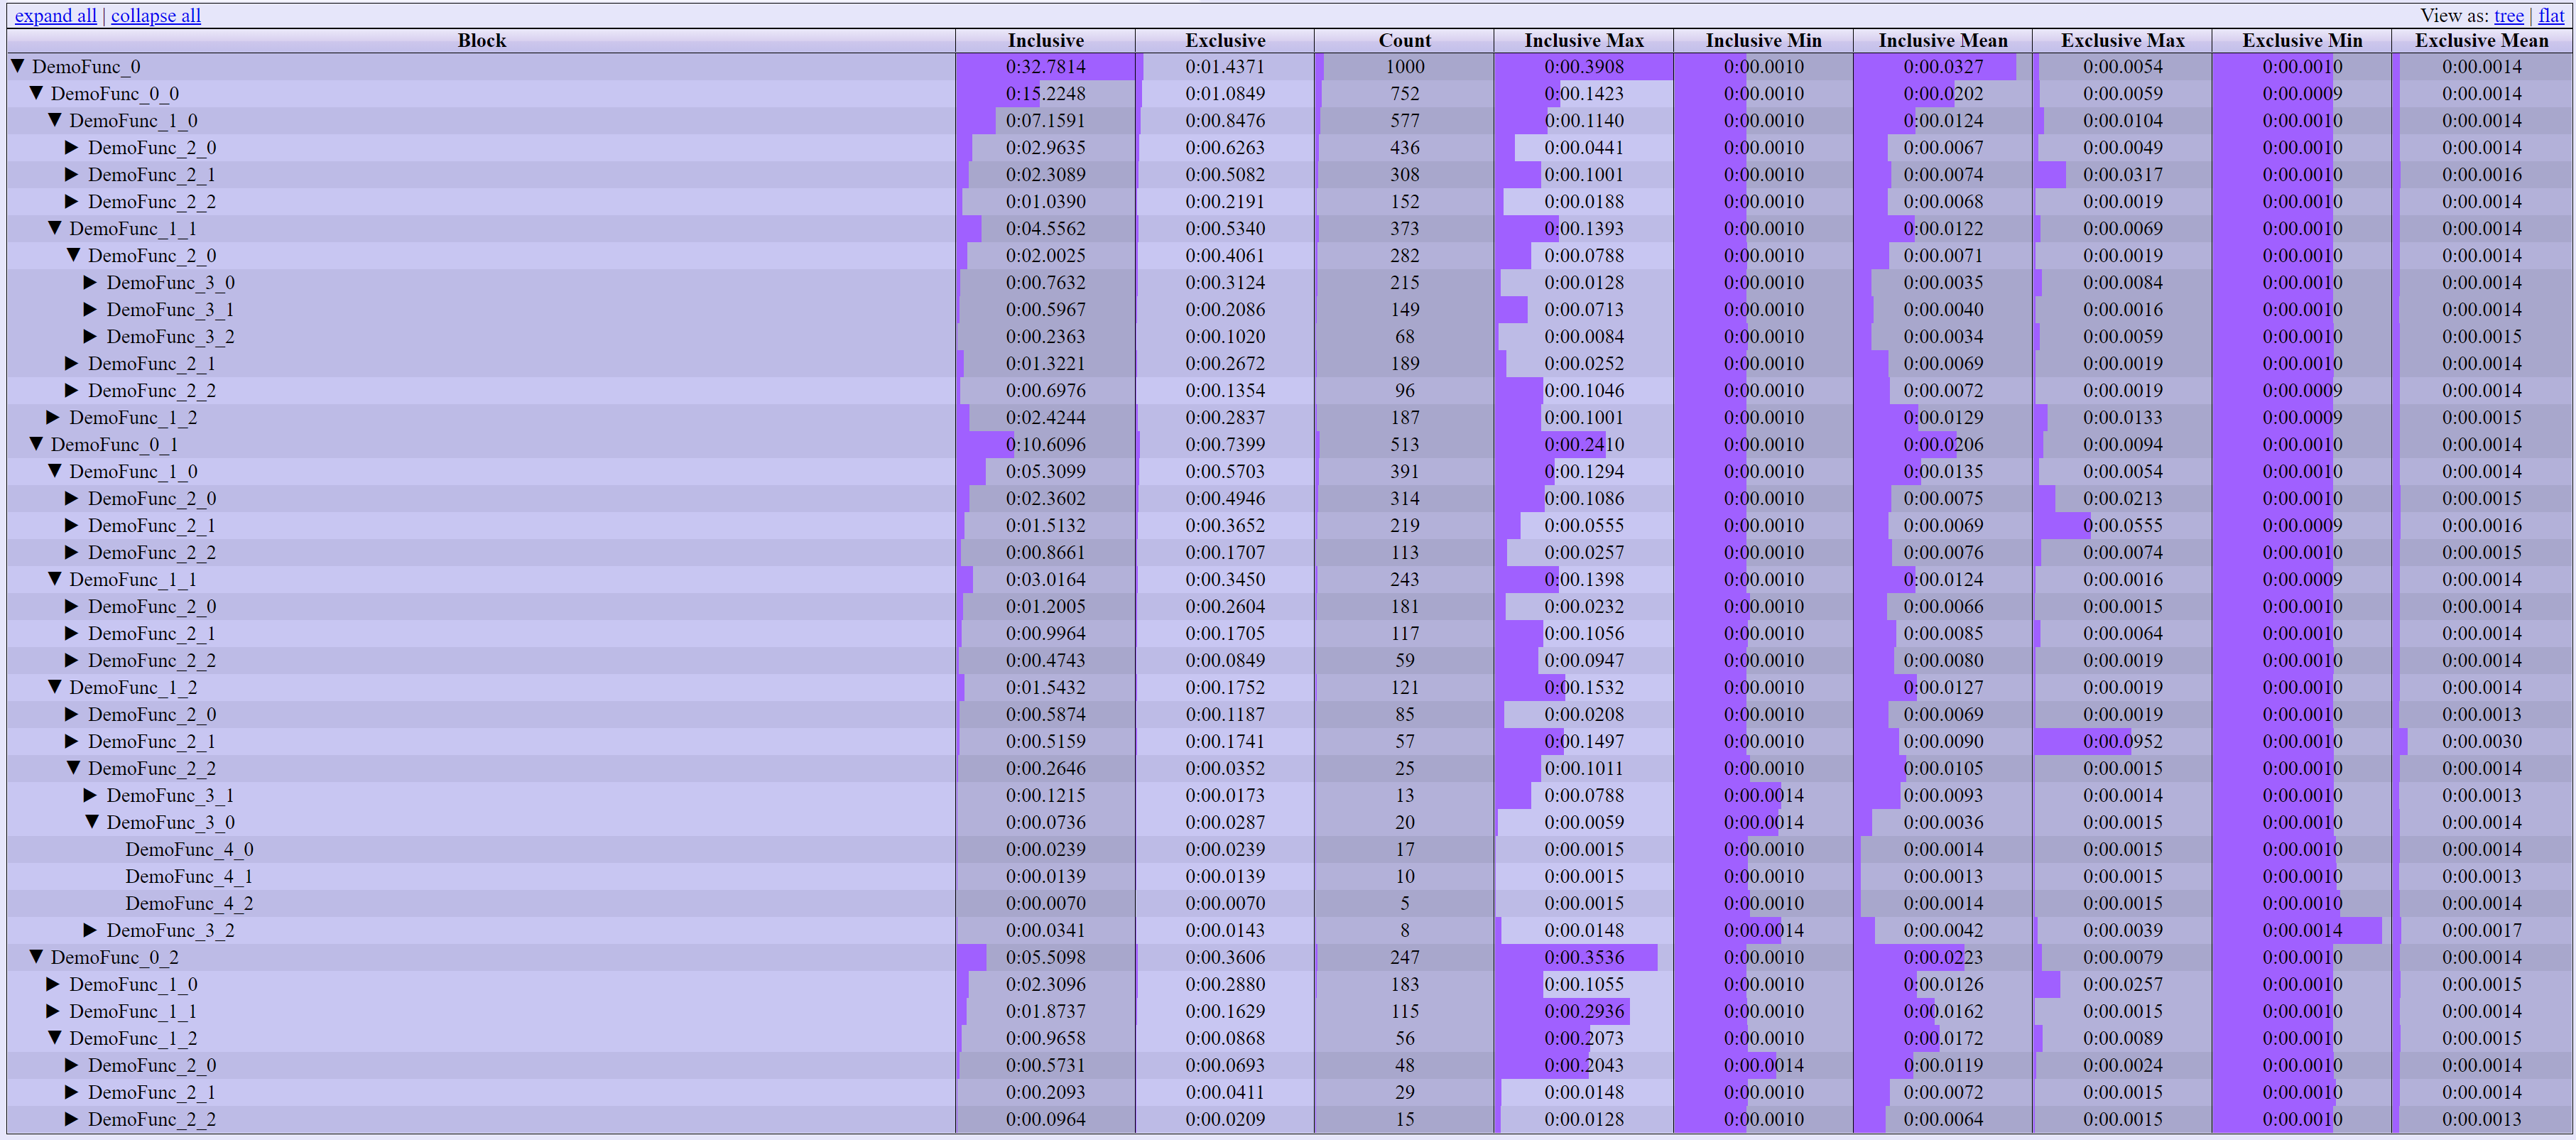 expand all | collapse all View as: tree | flat
Block Inclusive Exclusive Count Inclusive Max Inclusive Min Inclusive Mean Exclusive Max Exclusive Min Exclusive Mean
▼ DemoFunc_0 0:32.7814 0:01.4371 1000 0:00.3908 0:00.0010 0:00.0327 0:00.0054 0:00.0010 0:00.0014
▼ DemoFunc_0_0 0:15.2248 0:01.0849 752 0:00.1423 0:00.0010 0:00.0202 0:00.0059 0:00.0009 0:00.0014
▼ DemoFunc_1_0 0:07.1591 0:00.8476 577 0:00.1140 0:00.0010 0:00.0124 0:00.0104 0:00.0010 0:00.0014
▶ DemoFunc_2_0 0:02.9635 0:00.6263 436 0:00.0441 0:00.0010 0:00.0067 0:00.0049 0:00.0010 0:00.0014
▶ DemoFunc_2_1 0:02.3089 0:00.5082 308 0:00.1001 0:00.0010 0:00.0074 0:00.0317 0:00.0010 0:00.0016
▶ DemoFunc_2_2 0:01.0390 0:00.2191 152 0:00.0188 0:00.0010 0:00.0068 0:00.0019 0:00.0010 0:00.0014
▼ DemoFunc_1_1 0:04.5562 0:00.5340 373 0:00.1393 0:00.0010 0:00.0122 0:00.0069 0:00.0010 0:00.0014
▼ DemoFunc_2_0 0:02.0025 0:00.4061 282 0:00.0788 0:00.0010 0:00.0071 0:00.0019 0:00.0010 0:00.0014
▶ DemoFunc_3_0 0:00.7632 0:00.3124 215 0:00.0128 0:00.0010 0:00.0035 0:00.0084 0:00.0010 0:00.0014
▶ DemoFunc_3_1 0:00.5967 0:00.2086 149 0:00.0713 0:00.0010 0:00.0040 0:00.0016 0:00.0010 0:00.0014
▶ DemoFunc_3_2 0:00.2363 0:00.1020 68 0:00.0084 0:00.0010 0:00.0034 0:00.0059 0:00.0010 0:00.0015
▶ DemoFunc_2_1 0:01.3221 0:00.2672 189 0:00.0252 0:00.0010 0:00.0069 0:00.0019 0:00.0010 0:00.0014
▶ DemoFunc_2_2 0:00.6976 0:00.1354 96 0:00.1046 0:00.0010 0:00.0072 0:00.0019 0:00.0009 0:00.0014
▶ DemoFunc_1_2 0:02.4244 0:00.2837 187 0:00.1001 0:00.0010 0:00.0129 0:00.0133 0:00.0009 0:00.0015
▼ DemoFunc_0_1 0:10.6096 0:00.7399 513 0:00.2410 0:00.0010 0:00.0206 0:00.0094 0:00.0010 0:00.0014
▼ DemoFunc_1_0 0:05.3099 0:00.5703 391 0:00.1294 0:00.0010 0:00.0135 0:00.0054 0:00.0010 0:00.0014
▶ DemoFunc_2_0 0:02.3602 0:00.4946 314 0:00.1086 0:00.0010 0:00.0075 0:00.0213 0:00.0010 0:00.0015
▶ DemoFunc_2_1 0:01.5132 0:00.3652 219 0:00.0555 0:00.0010 0:00.0069 0:00.0555 0:00.0009 0:00.0016
▶ DemoFunc_2_2 0:00.8661 0:00.1707 113 0:00.0257 0:00.0010 0:00.0076 0:00.0074 0:00.0010 0:00.0015
▼ DemoFunc_1_1 0:03.0164 0:00.3450 243 0:00.1398 0:00.0010 0:00.0124 0:00.0016 0:00.0009 0:00.0014
▶ DemoFunc_2_0 0:01.2005 0:00.2604 181 0:00.0232 0:00.0010 0:00.0066 0:00.0015 0:00.0010 0:00.0014
▶ DemoFunc_2_1 0:00.9964 0:00.1705 117 0:00.1056 0:00.0010 0:00.0085 0:00.0064 0:00.0010 0:00.0014
▶ DemoFunc_2_2 0:00.4743 0:00.0849 59 0:00.0947 0:00.0010 0:00.0080 0:00.0019 0:00.0010 0:00.0014
▼ DemoFunc_1_2 0:01.5432 0:00.1752 121 0:00.1532 0:00.0010 0:00.0127 0:00.0019 0:00.0010 0:00.0014
▶ DemoFunc_2_0 0:00.5874 0:00.1187 85 0:00.0208 0:00.0010 0:00.0069 0:00.0019 0:00.0010 0:00.0013
▶ DemoFunc_2_1 0:00.5159 0:00.1741 57 0:00.1497 0:00.0010 0:00.0090 0:00.0952 0:00.0010 0:00.0030
▼ DemoFunc_2_2 0:00.2646 0:00.0352 25 0:00.1011 0:00.0010 0:00.0105 0:00.0015 0:00.0010 0:00.0014
▶ DemoFunc_3_1 0:00.1215 0:00.0173 13 0:00.0788 0:00.0014 0:00.0093 0:00.0014 0:00.0010 0:00.0013
▼ DemoFunc_3_0 0:00.0736 0:00.0287 20 0:00.0059 0:00.0014 0:00.0036 0:00.0015 0:00.0010 0:00.0014
DemoFunc_4_0 0:00.0239 0:00.0239 17 0:00.0015 0:00.0010 0:00.0014 0:00.0015 0:00.0010 0:00.0014
DemoFunc_4_1 0:00.0139 0:00.0139 10 0:00.0015 0:00.0010 0:00.0013 0:00.0015 0:00.0010 0:00.0013
DemoFunc_4_2 0:00.0070 0:00.0070 5 0:00.0015 0:00.0010 0:00.0014 0:00.0015 0:00.0010 0:00.0014
▶ DemoFunc_3_2 0:00.0341 0:00.0143 8 0:00.0148 0:00.0014 0:00.0042 0:00.0039 0:00.0014 0:00.0017
▼ DemoFunc_0_2 0:05.5098 0:00.3606 247 0:00.3536 0:00.0010 0:00.0223 0:00.0079 0:00.0010 0:00.0014
▶ DemoFunc_1_0 0:02.3096 0:00.2880 183 0:00.1055 0:00.0010 0:00.0126 0:00.0257 0:00.0010 0:00.0015
▶ DemoFunc_1_1 0:01.8737 0:00.1629 115 0:00.2936 0:00.0010 0:00.0162 0:00.0015 0:00.0010 0:00.0014
▼ DemoFunc_1_2 0:00.9658 0:00.0868 56 0:00.2073 0:00.0010 0:00.0172 0:00.0089 0:00.0010 0:00.0015
▶ DemoFunc_2_0 0:00.5731 0:00.0693 48 0:00.2043 0:00.0014 0:00.0119 0:00.0024 0:00.0010 0:00.0014
▶ DemoFunc_2_1 0:00.2093 0:00.0411 29 0:00.0148 0:00.0010 0:00.0072 0:00.0015 0:00.0010 0:00.0014
▶ DemoFunc_2_2 0:00.0964 0:00.0209 15 0:00.0128 0:00.0010 0:00.0064 0:00.0015 0:00.0010 0:00.0013